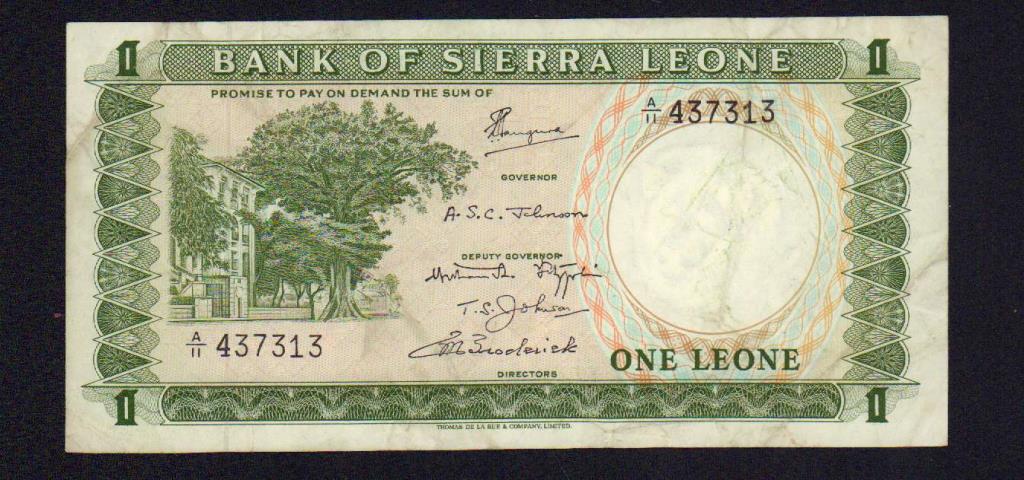 1 BANK OF SIERRA LEONE 1
PROMISE TO PAY ON DEMAND THE SUM OF
A/11 437313
GOVERNOR
A. S. C. Johnson
DEPUTY GOVERNOR
T. S. Johnson
A/11 437313
Broderick
ONE LEONE
DIRECTORS
1 1
THOMAS DE LA RUE & COMPANY, LIMITED.